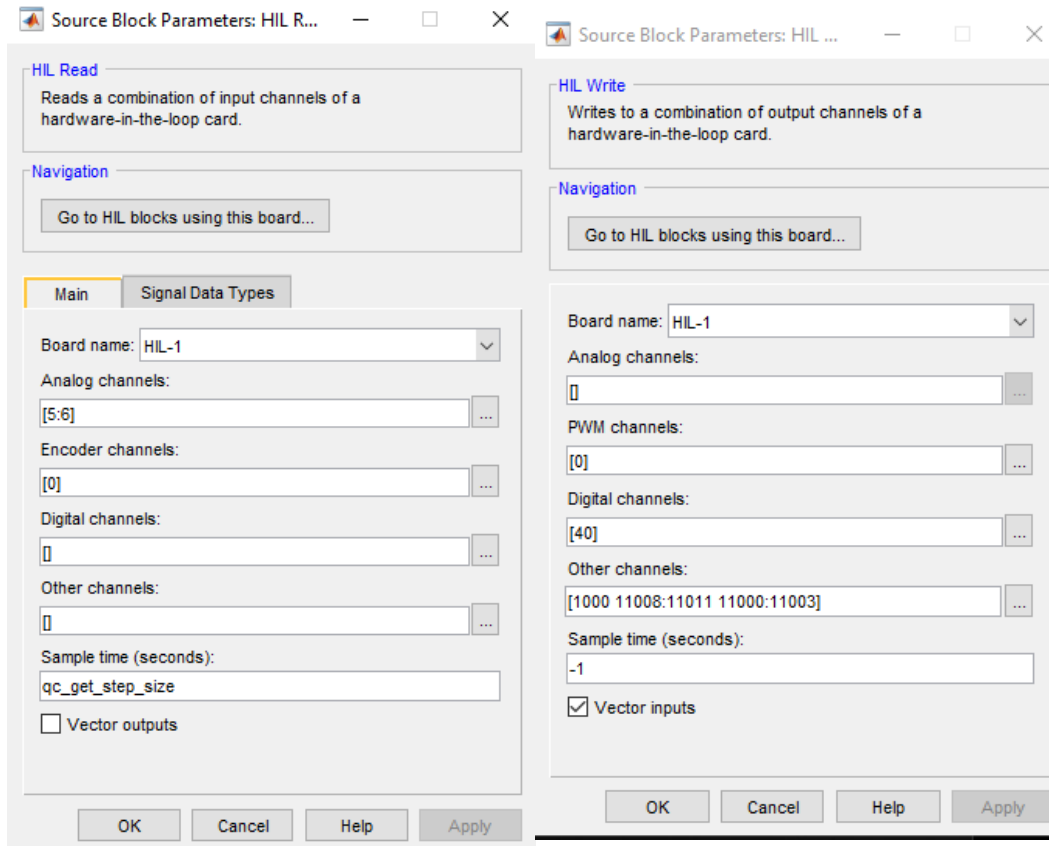 Source Block Parameters: HIL R...
HIL Read
Reads a combination of input channels of a
hardware-in-the-loop card.
Navigation
Go to HIL blocks using this board...
Main
Signal Data Types
Board name: HIL-1
Analog channels:
[5:6]
...
Encoder channels:
[0]
...
Digital channels:
[]
...
Other channels:
[]
...
Sample time (seconds):
qc_get_step_size
Vector outputs
OK
Cancel
Help
Apply
Source Block Parameters: HIL ...
HIL Write
Writes to a combination of output channels of a
hardware-in-the-loop card.
Navigation
Go to HIL blocks using this board...
Board name: HIL-1
Analog channels:
[]
...
PWM channels:
[0]
...
Digital channels:
[40]
...
Other channels:
[1000 11008:11011 11000:11003]
...
Sample time (seconds):
-1
Vector inputs
OK
Cancel
Help
Apply